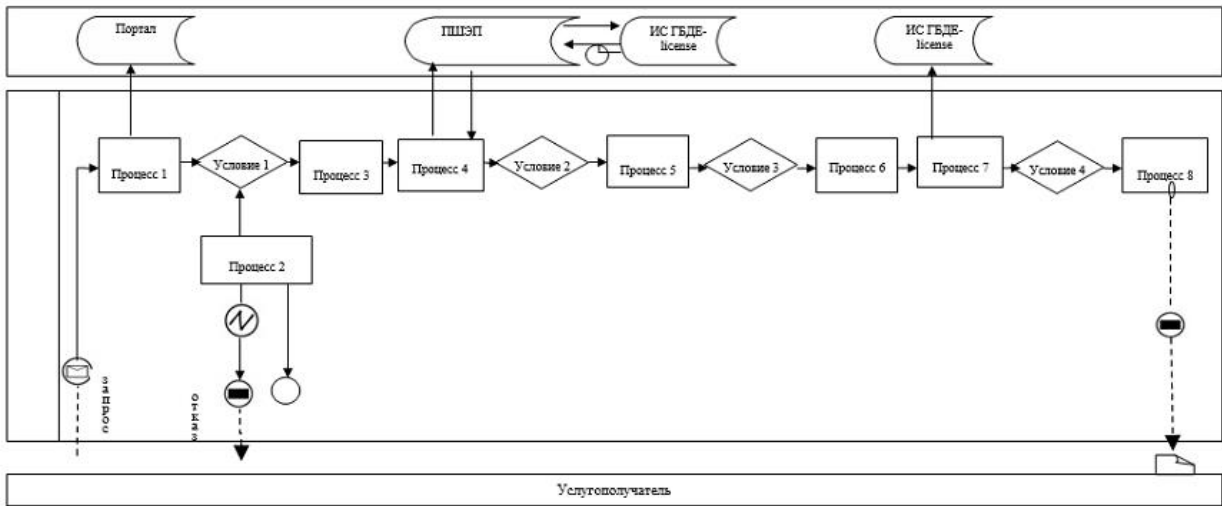 Портал
ПШЭП
ИС ГБДЕ-
license
ИС ГБДЕ-
license
Процесс 1
Условие 1
Процесс 3
Процесс 4
Условие 2
Процесс 5
Условие 3
Процесс 6
Процесс 7
Условие 4
Процесс 8
Процесс 2
запрос
отказ
Услугополучатель